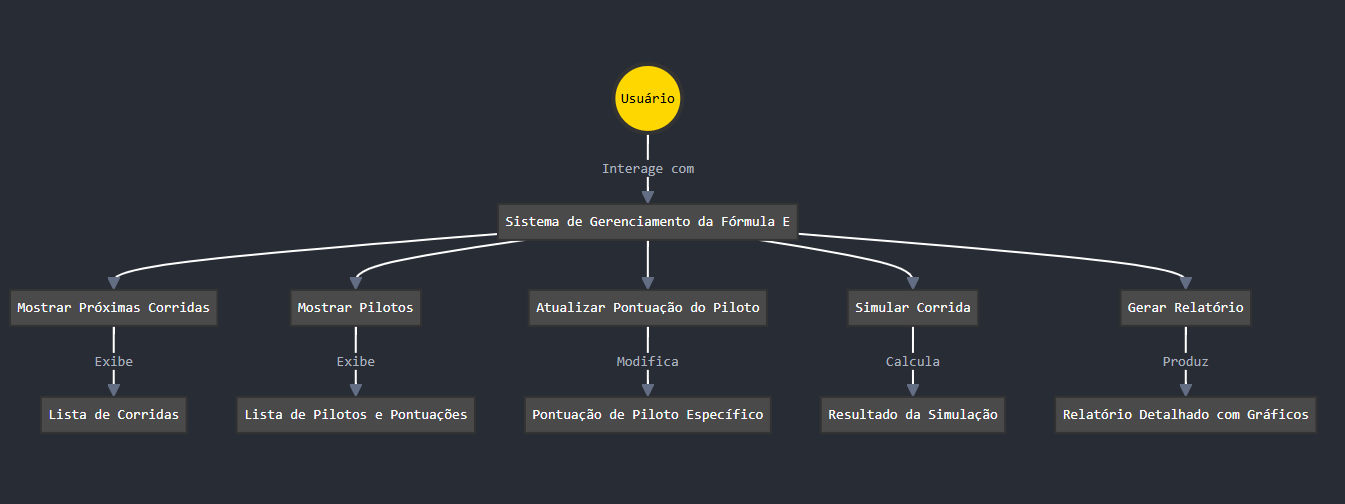 Usuário
Interage com
Sistema de Gerenciamento da Fórmula E
Mostrar Próximas Corridas
Mostrar Pilotos
Atualizar Pontuação do Piloto
Simular Corrida
Gerar Relatório
Exibe
Exibe
Modifica
Calcula
Produz
Lista de Corridas
Lista de Pilotos e Pontuações
Pontuação de Piloto Específico
Resultado da Simulação
Relatório Detalhado com Gráficos